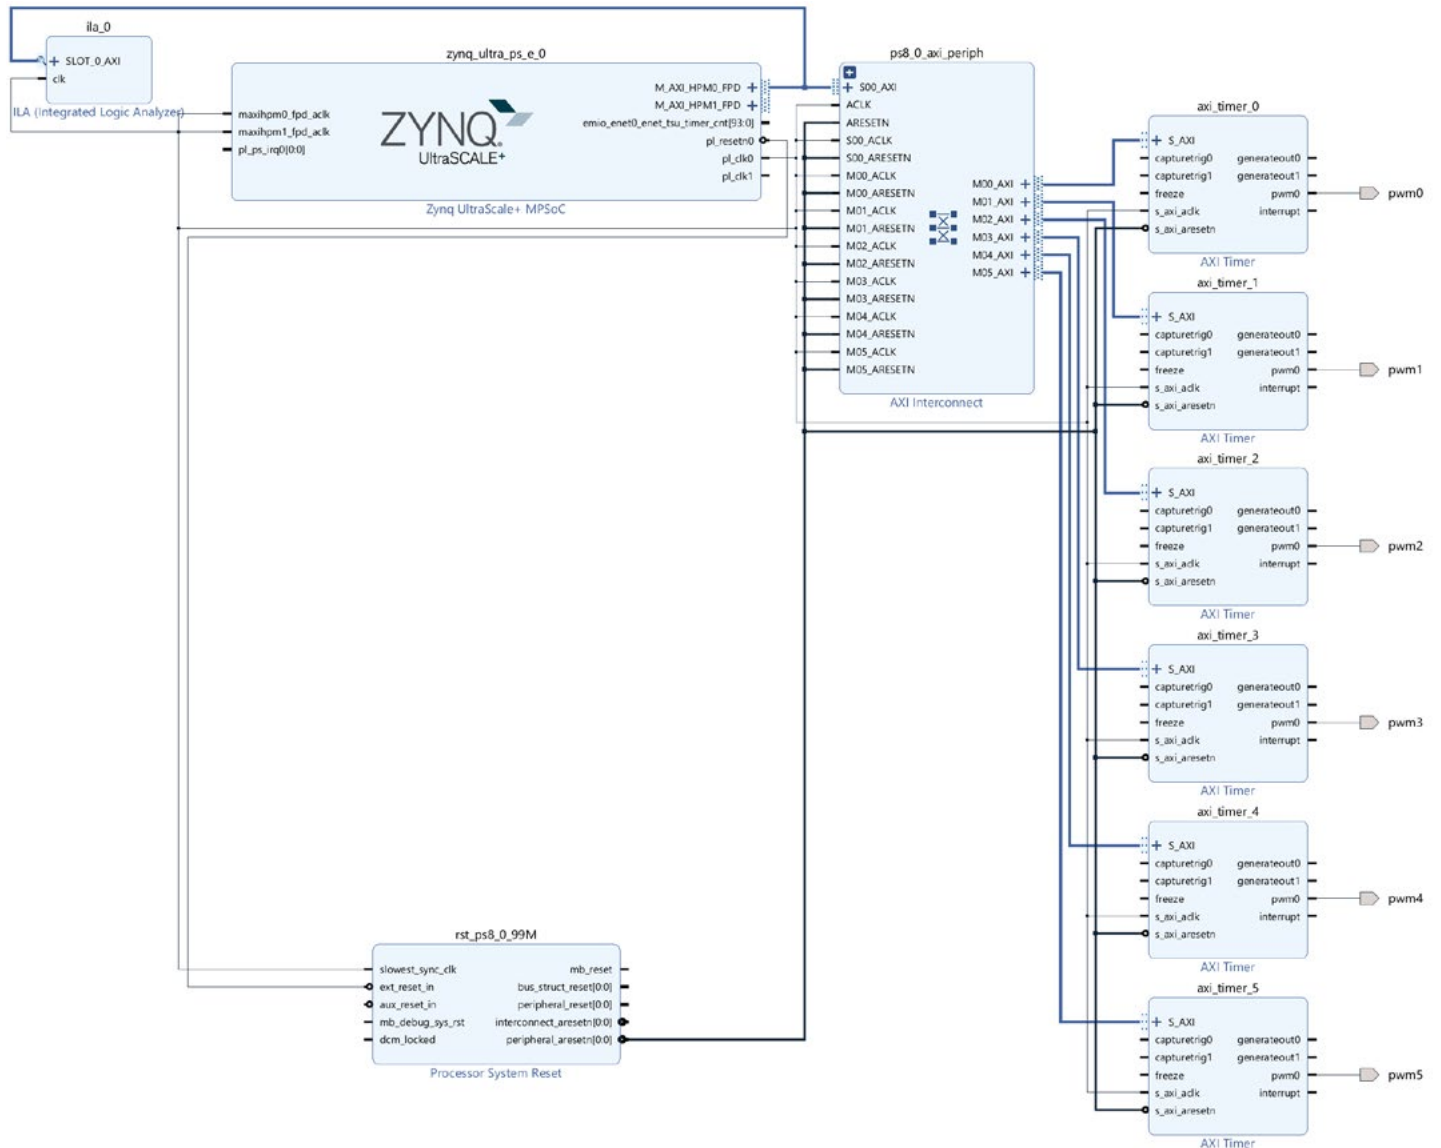 ila_0
SLOT_0_AXI
clk
ILA (Integrated Logic Analyzer)
zynq_ultra_ps_e_0
maxihpm0_fpd_aclk
maxihpm1_fpd_aclk
pl_ps_irq0[0:0]
ZYNQ
UltraSCALE+
M_AXI_HPM0_FPD
M_AXI_HPM1_FPD
emio_enet0_enet_tsu_timer_cnt[93:0]
pl_resetn0
pl_clk0
pl_clk1
Zynq UltraScale+ MPSoC
ps8_0_axi_periph
S00_AXI
ACLK
ARESETN
S00_ACLK
S00_ARESETN
M00_ACLK
M00_ARESETN
M01_ACLK
M01_ARESETN
M02_ACLK
M02_ARESETN
M03_ACLK
M03_ARESETN
M04_ACLK
M04_ARESETN
M05_ACLK
M05_ARESETN
M00_AXI
M01_AXI
M02_AXI
M03_AXI
M04_AXI
M05_AXI
AXI Interconnect
axi_timer_0
S_AXI
capturetrig0 generateout0
capturetrig1 generateout1
freeze pwm0
s_axi_aclk interrupt
s_axi_aresetn
AXI Timer
pwm0
axi_timer_1
S_AXI
capturetrig0 generateout0
capturetrig1 generateout1
freeze pwm0
s_axi_aclk interrupt
s_axi_aresetn
AXI Timer
pwm1
axi_timer_2
S_AXI
capturetrig0 generateout0
capturetrig1 generateout1
freeze pwm0
s_axi_aclk interrupt
s_axi_aresetn
AXI Timer
pwm2
axi_timer_3
S_AXI
capturetrig0 generateout0
capturetrig1 generateout1
freeze pwm0
s_axi_aclk interrupt
s_axi_aresetn
AXI Timer
pwm3
axi_timer_4
S_AXI
capturetrig0 generateout0
capturetrig1 generateout1
freeze pwm0
s_axi_aclk interrupt
s_axi_aresetn
AXI Timer
pwm4
axi_timer_5
S_AXI
capturetrig0 generateout0
capturetrig1 generateout1
freeze pwm0
s_axi_aclk interrupt
s_axi_aresetn
AXI Timer
pwm5
rst_ps8_0_99M
slowest_sync_clk mb_reset
ext_reset_in bus_struct_reset[0:0]
aux_reset_in peripheral_reset[0:0]
mb_debug_sys_rst interconnect_aresetn[0:0]
dcm_locked peripheral_aresetn[0:0]
Processor System Reset